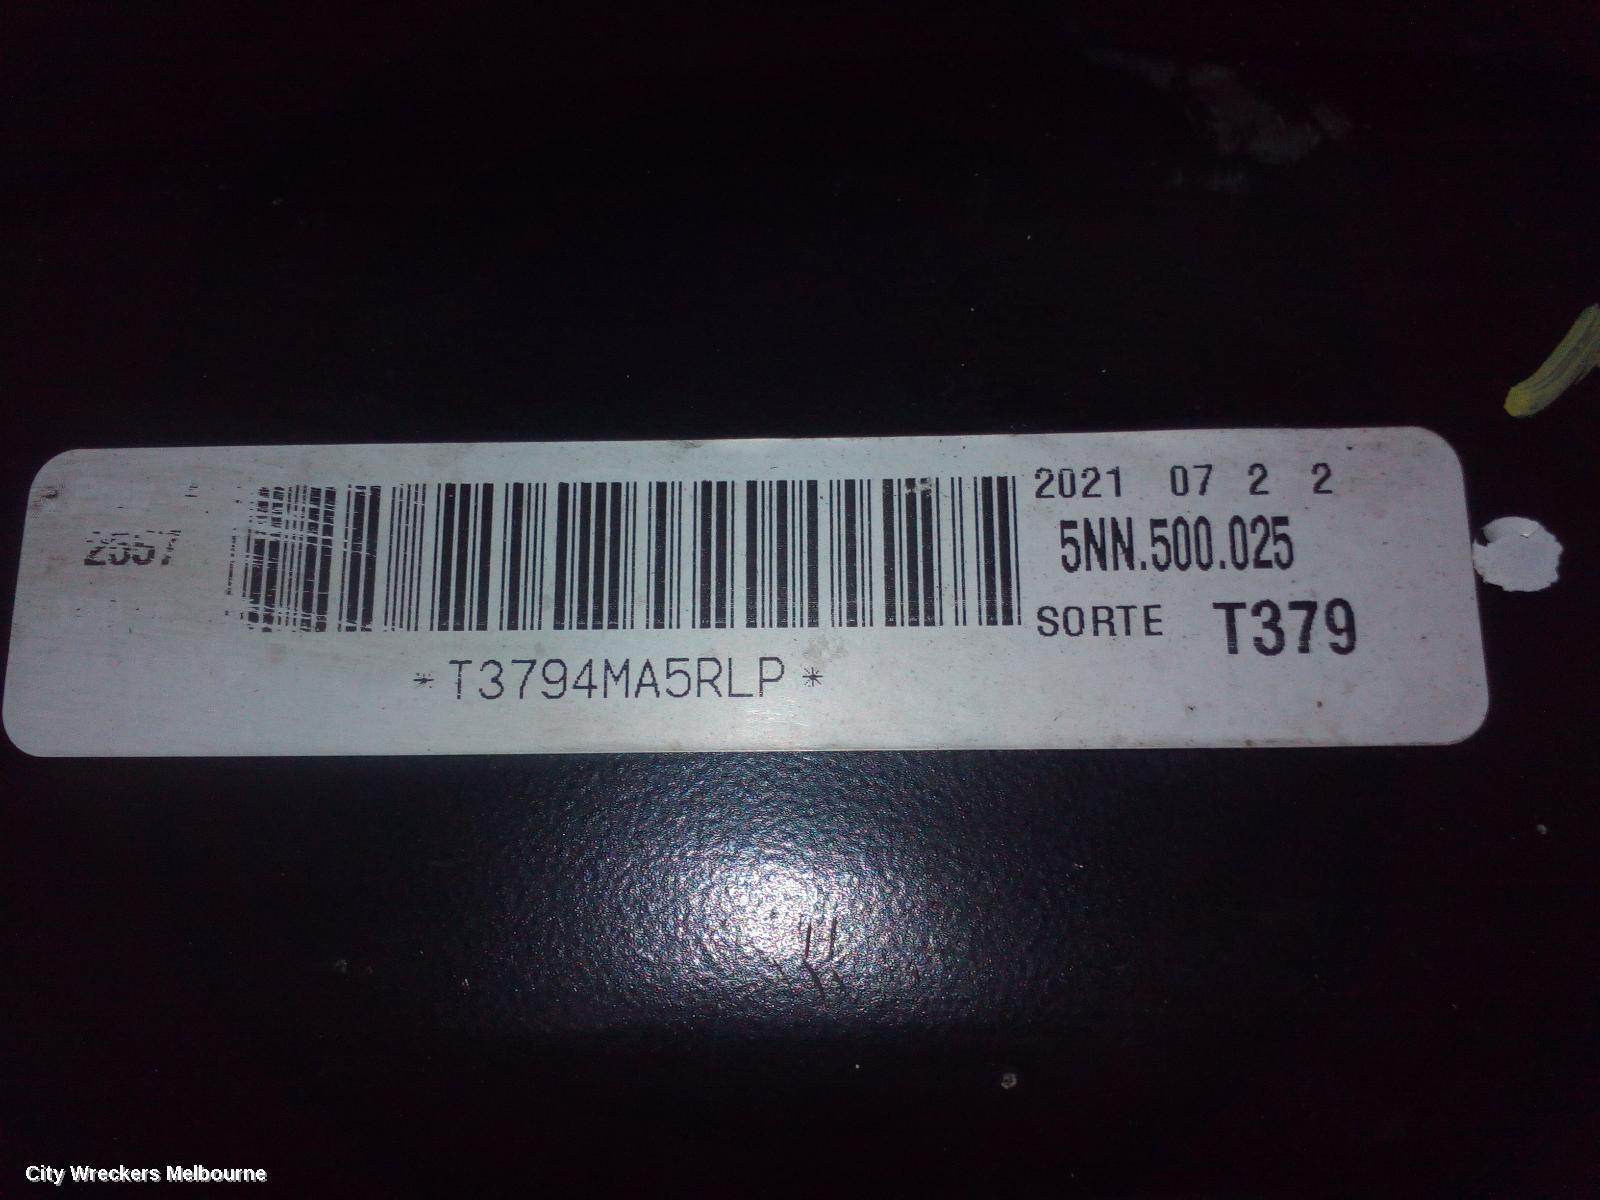 2021 07 2 2
5NN.500.025
SORTE T379
*T3794MA5RLP*
City Wreckers Melbourne